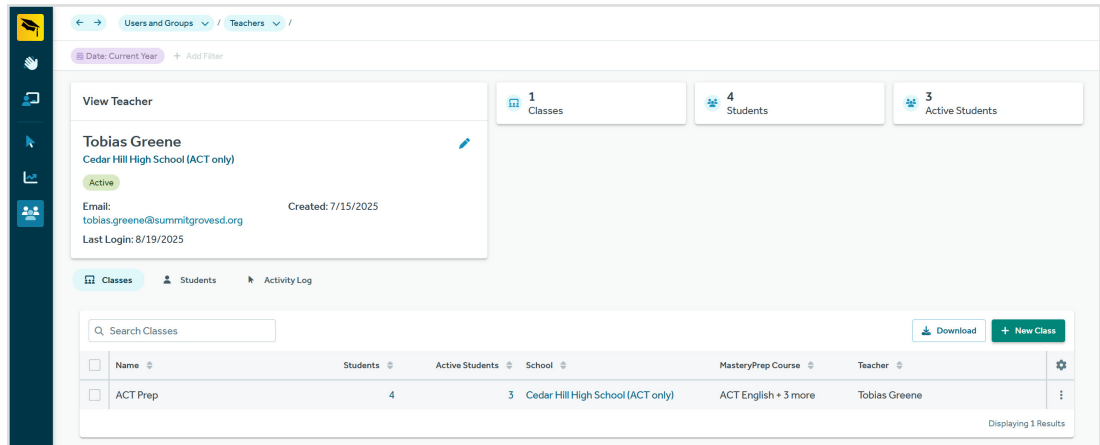 Users and Groups / Teachers /
Date: Current Year + Add Filter
View Teacher
Tobias Greene
Cedar Hill High School (ACT only)
Active
Email: Created: 7/15/2025
tobias.greene@summitgrovesd.org
Last Login: 8/19/2025
1
Classes
4
Students
3
Active Students
Classes Students Activity Log
Search Classes
Download + New Class
Name Students Active Students School MasteryPrep Course Teacher
ACT Prep 4 3 Cedar Hill High School (ACT only) ACT English + 3 more Tobias Greene
Displaying 1 Results